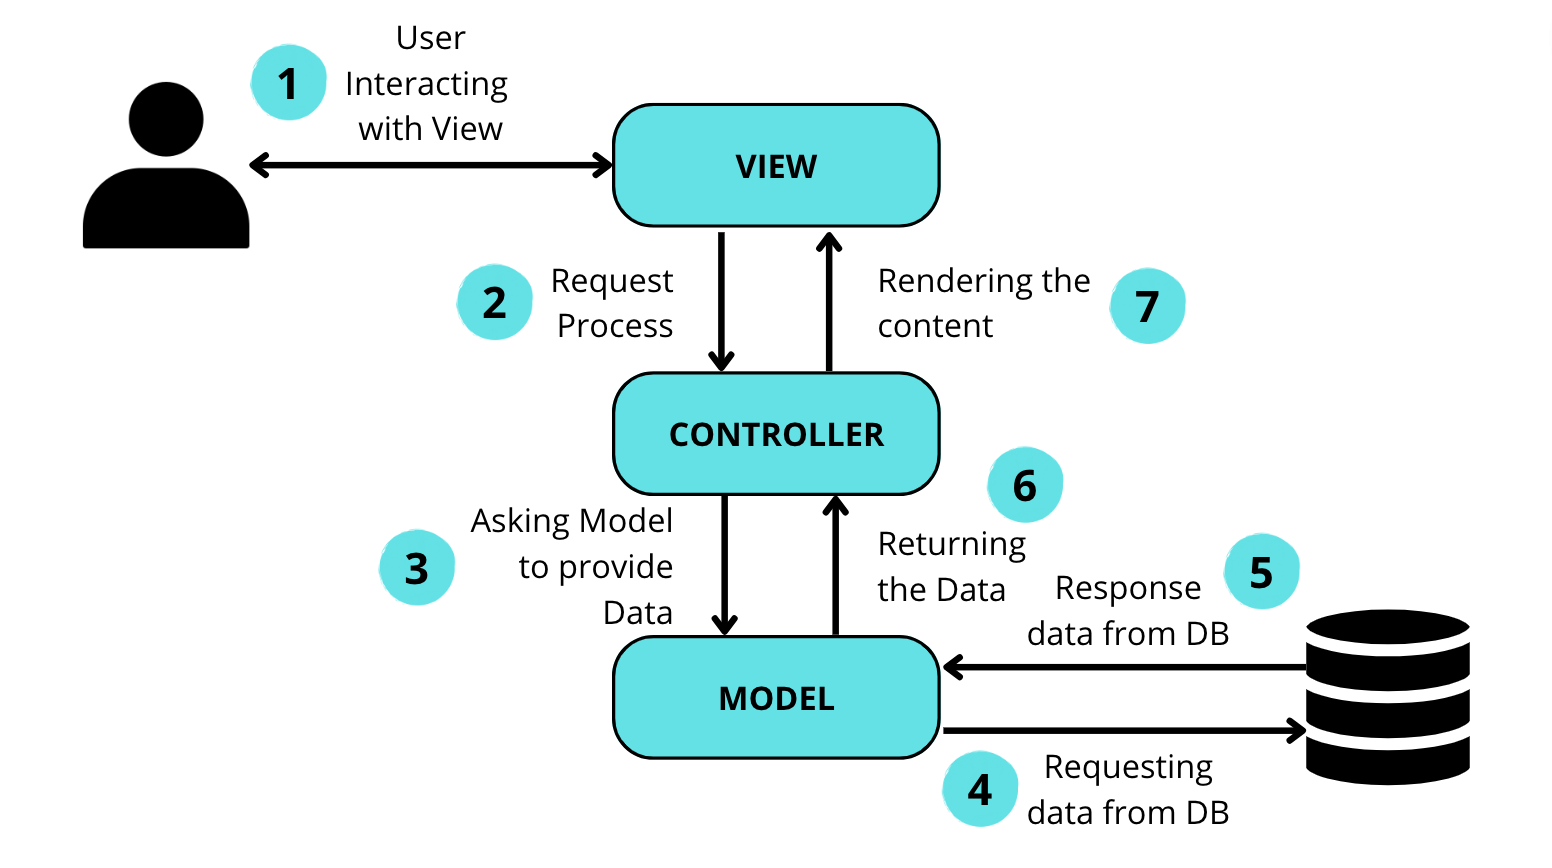 1
User
Interacting
with View
VIEW
2
Request
Process
Rendering the
content
7
CONTROLLER
3
Asking Model
to provide
Data
6
Returning
the Data
5
Response
data from DB
MODEL
4
Requesting
data from DB